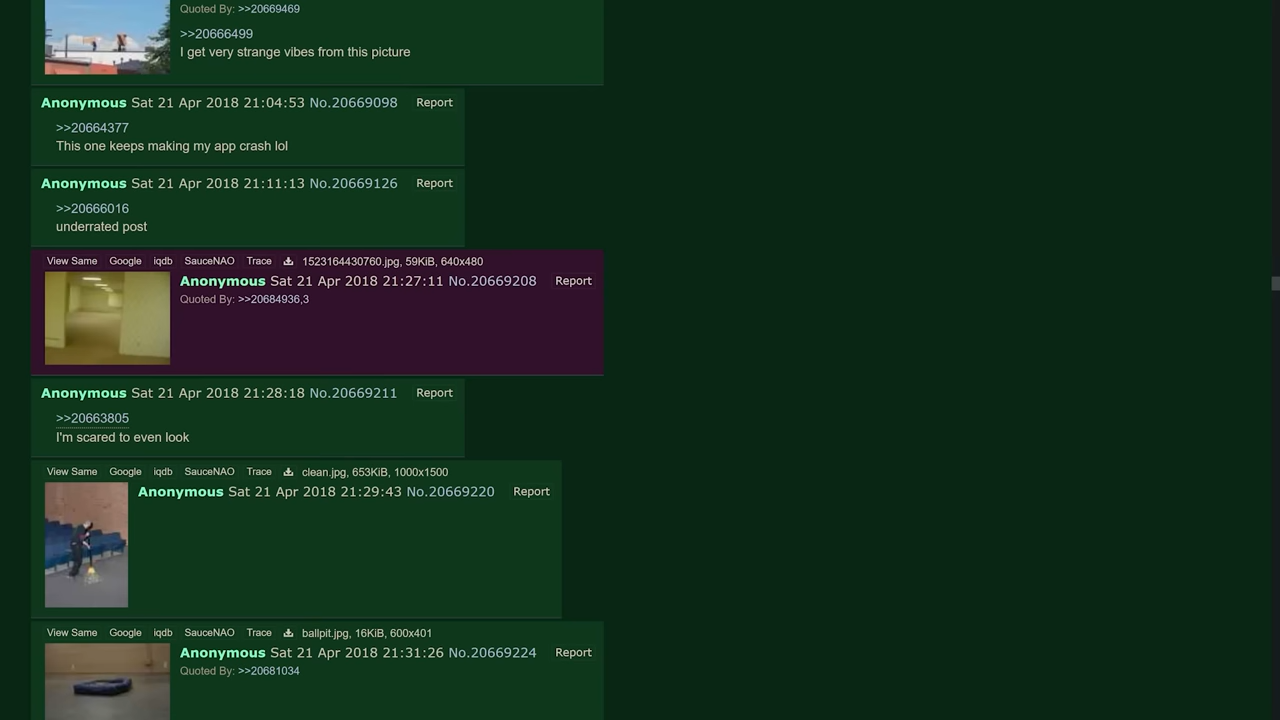 Quoted By: >>20669469
>>20666499
I get very strange vibes from this picture
Anonymous Sat 21 Apr 2018 21:04:53 No.20669098 Report
>>20664377
This one keeps making my app crash lol
Anonymous Sat 21 Apr 2018 21:11:13 No.20669126 Report
>>20666016
underrated post
View Same Google iqdb SauceNAO Trace 1523164430760.jpg, 59KiB, 640x480
Anonymous Sat 21 Apr 2018 21:27:11 No.20669208 Report
Quoted By: >>20684936,3
Anonymous Sat 21 Apr 2018 21:28:18 No.20669211 Report
>>20663805
I'm scared to even look
View Same Google iqdb SauceNAO Trace clean.jpg, 653KiB, 1000x1500
Anonymous Sat 21 Apr 2018 21:29:43 No.20669220 Report
View Same Google iqdb SauceNAO Trace ballpit.jpg, 16KiB, 600x401
Anonymous Sat 21 Apr 2018 21:31:26 No.20669224 Report
Quoted By: >>20681034